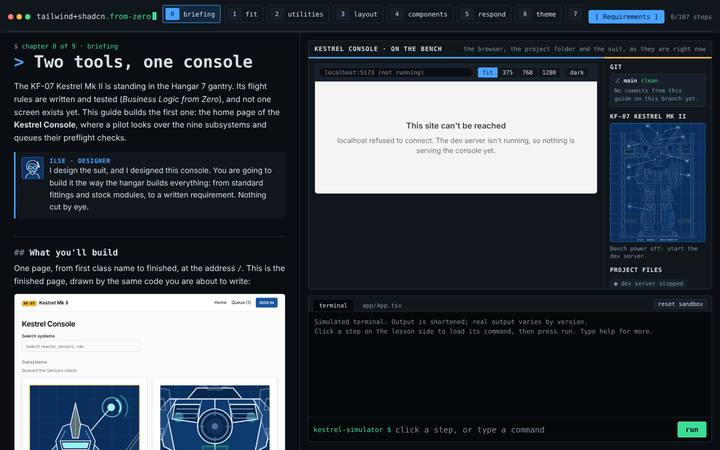 tailwind+shadcn.from-zero
0 briefing
1 fit
2 utilities
3 layout
4 components
5 respond
6 theme
7
[ Requirements ]
0/107 steps
$ chapter 0 of 9 · briefing
> Two tools, one console
The KF-07 Kestrel Mk II is standing in the Hangar 7 gantry. Its flight
rules are written and tested (Business Logic from Zero), and not one
screen exists yet. This guide builds the first one: the home page of the
Kestrel Console, where a pilot looks over the nine subsystems and
queues their preflight checks.
ILSE · DESIGNER
I design the suit, and I designed this console. You are going to
build it the way the hangar builds everything: from standard
fittings and stock modules, to a written requirement. Nothing
cut by eye.
## What you'll build
One page, from first class name to finished, at the address /. This is the
finished page, drawn by the same code you are about to write:
KF-07 Kestrel Mk II
Home Queue (1) SIGN IN
Kestrel Console
Search systems
Search reactor, sensors, nav
Subsystems
Queued the Sensors check
KESTREL CONSOLE · ON THE BENCH
the browser, the project folder and the suit, as they are right now
localhost:5173 (not running)
fit 375 768 1280 dark
This site can't be reached
localhost refused to connect. The dev server isn't running, so nothing is
serving the console yet.
GIT
main clean
No commits from this
guide on this branch yet.
KF-07 KESTREL MK II
Bench power off: start the
dev server.
PROJECT FILES
dev server stopped
terminal app/App.tsx
reset sandbox
Simulated terminal. Output is shortened; real output varies by version.
Click a step on the lesson side to load its command, then press run. Type help for more.
kestrel-simulator $ click a step, or type a command
run